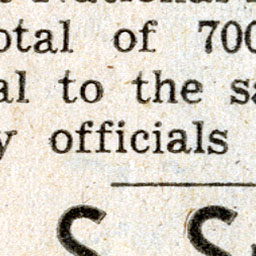 otal of 700
al to the sa
y officials
S S